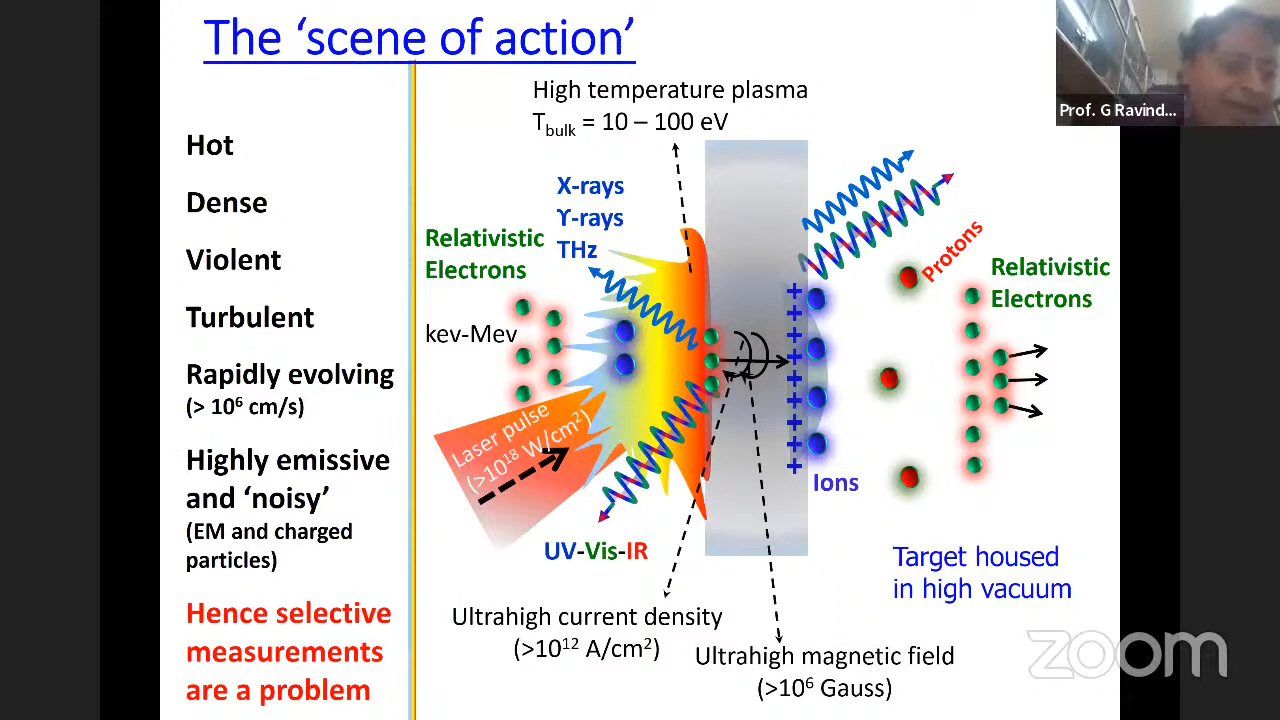 The ‘scene of action’
Prof. G Ravind...
Hot
Dense
Violent
Turbulent
Rapidly evolving
(> 10⁶ cm/s)
Highly emissive
and ‘noisy’
(EM and charged
particles)
Hence selective
measurements
are a problem
High temperature plasma
T_bulk = 10 – 100 eV
X-rays
ϒ-rays
THz
Relativistic
Electrons
kev-Mev
Laser pulse
(>10¹⁸ W/cm²)
UV-Vis-IR
Protons
Relativistic
Electrons
+
+
+
+
+
+
+
+
+
Ions
Target housed
in high vacuum
Ultrahigh current density
(>10¹² A/cm²)
Ultrahigh magnetic field
(>10⁶ Gauss)
zoom